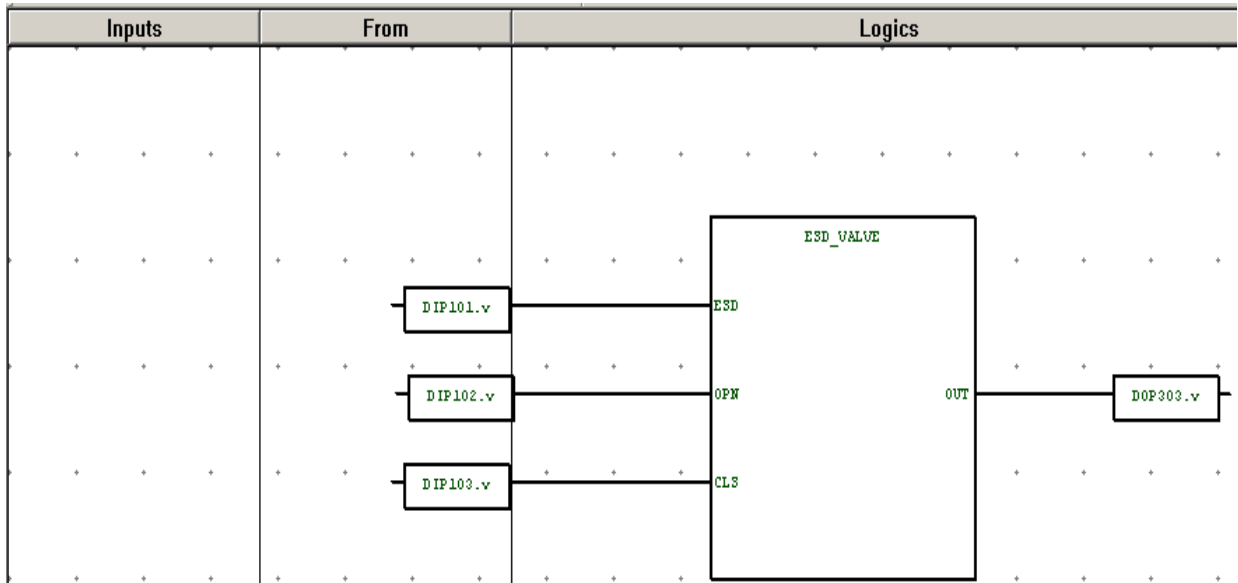 Inputs From Logics
ESD_VALVE
DIP101.v ESD
DIP102.v OPN OUT DOP303.v
DIP103.v CLS